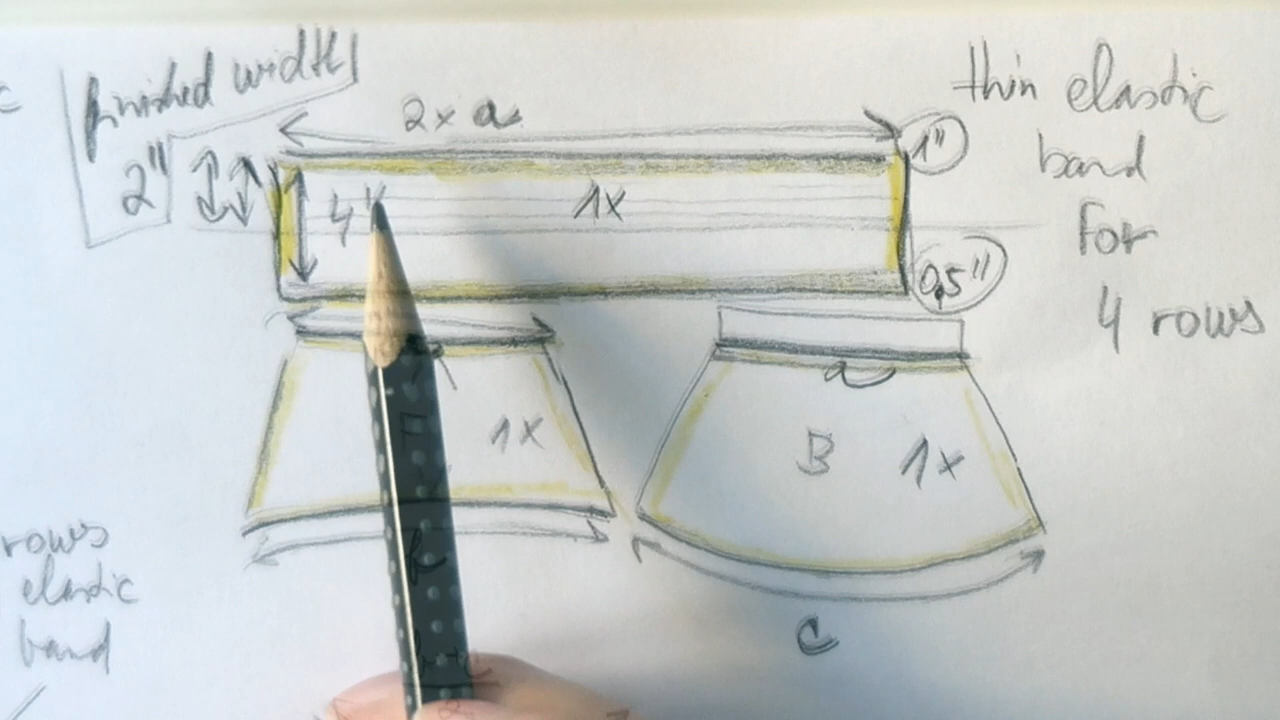 finished width
2"
2 x a
1"
4"
1x
0,5"
thin elastic
band
for
4 rows
1x
a
B 1x
c
rows
elastic
band